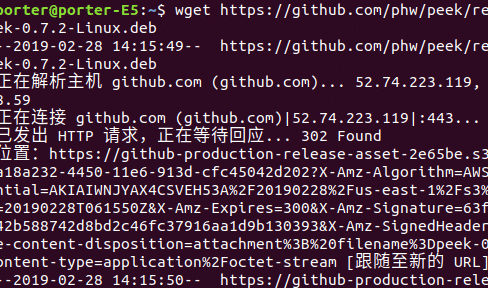 porter@porter-E5:~$ wget https://github.com/phw/peek/re
ek-0.7.2-Linux.deb
--2019-02-28 14:15:49-- https://github.com/phw/peek/re
ek-0.7.2-Linux.deb
正在解析主机 github.com (github.com)... 52.74.223.119,
3.59
正在连接 github.com (github.com)|52.74.223.119|:443...
已发出 HTTP 请求，正在等待回应... 302 Found
位置：https://github-production-release-asset-2e65be.s3
a18a232-4450-11e6-913d-cfc45042d202?X-Amz-Algorithm=AWS
ntial=AKIAIWNJYAX4CSVEH53A%2F20190228%2Fus-east-1%2Fs3%
=20190228T061550Z&X-Amz-Expires=300&X-Amz-Signature=63f
42b588742d8bd2c46fc37916aa1d9b130393&X-Amz-SignedHeader
e-content-disposition=attachment%3B%20filename%3Dpeek-0
ontent-type=application%2Foctet-stream [跟随至新的 URL]
--2019-02-28 14:15:50-- https://github-production-rele